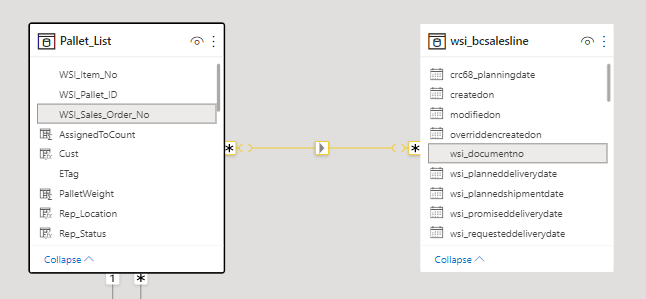 Pallet_List
WSI_Item_No
WSI_Pallet_ID
WSI_Sales_Order_No
AssignedToCount
Cust
ETag
PalletWeight
Rep_Location
Rep_Status
Collapse
1
*
*
*
wsi_bcsalesline
crc68_planningdate
createdon
modifiedon
overriddencreatedon
wsi_documentno
wsi_planneddeliverydate
wsi_plannedshipmentdate
wsi_promiseddeliverydate
wsi_requesteddeliverydate
Collapse